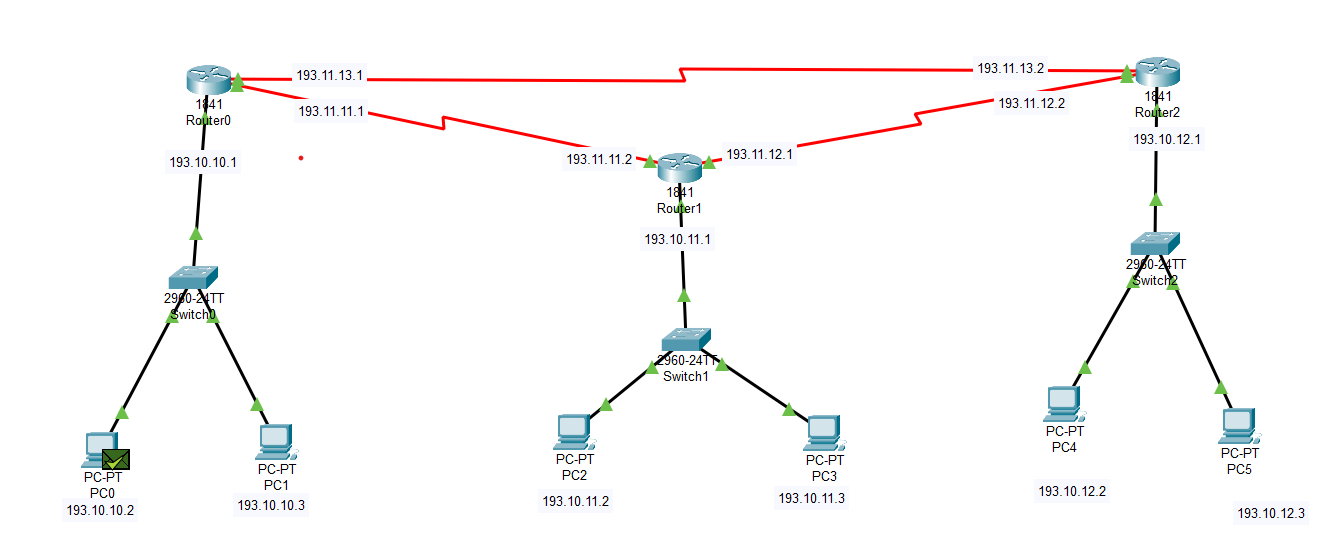 193.11.13.1
193.11.13.2
1841
Router0
193.11.11.1
193.11.12.2
1841
Router2
193.10.10.1
193.11.11.2
193.11.12.1
193.10.12.1
1841
Router1
193.10.11.1
2960-24TT
Switch0
2960-24TT
Switch2
2960-24TT
Switch1
PC-PT
PC0
193.10.10.2
PC-PT
PC1
193.10.10.3
PC-PT
PC2
193.10.11.2
PC-PT
PC3
193.10.11.3
PC-PT
PC4
193.10.12.2
PC-PT
PC5
193.10.12.3